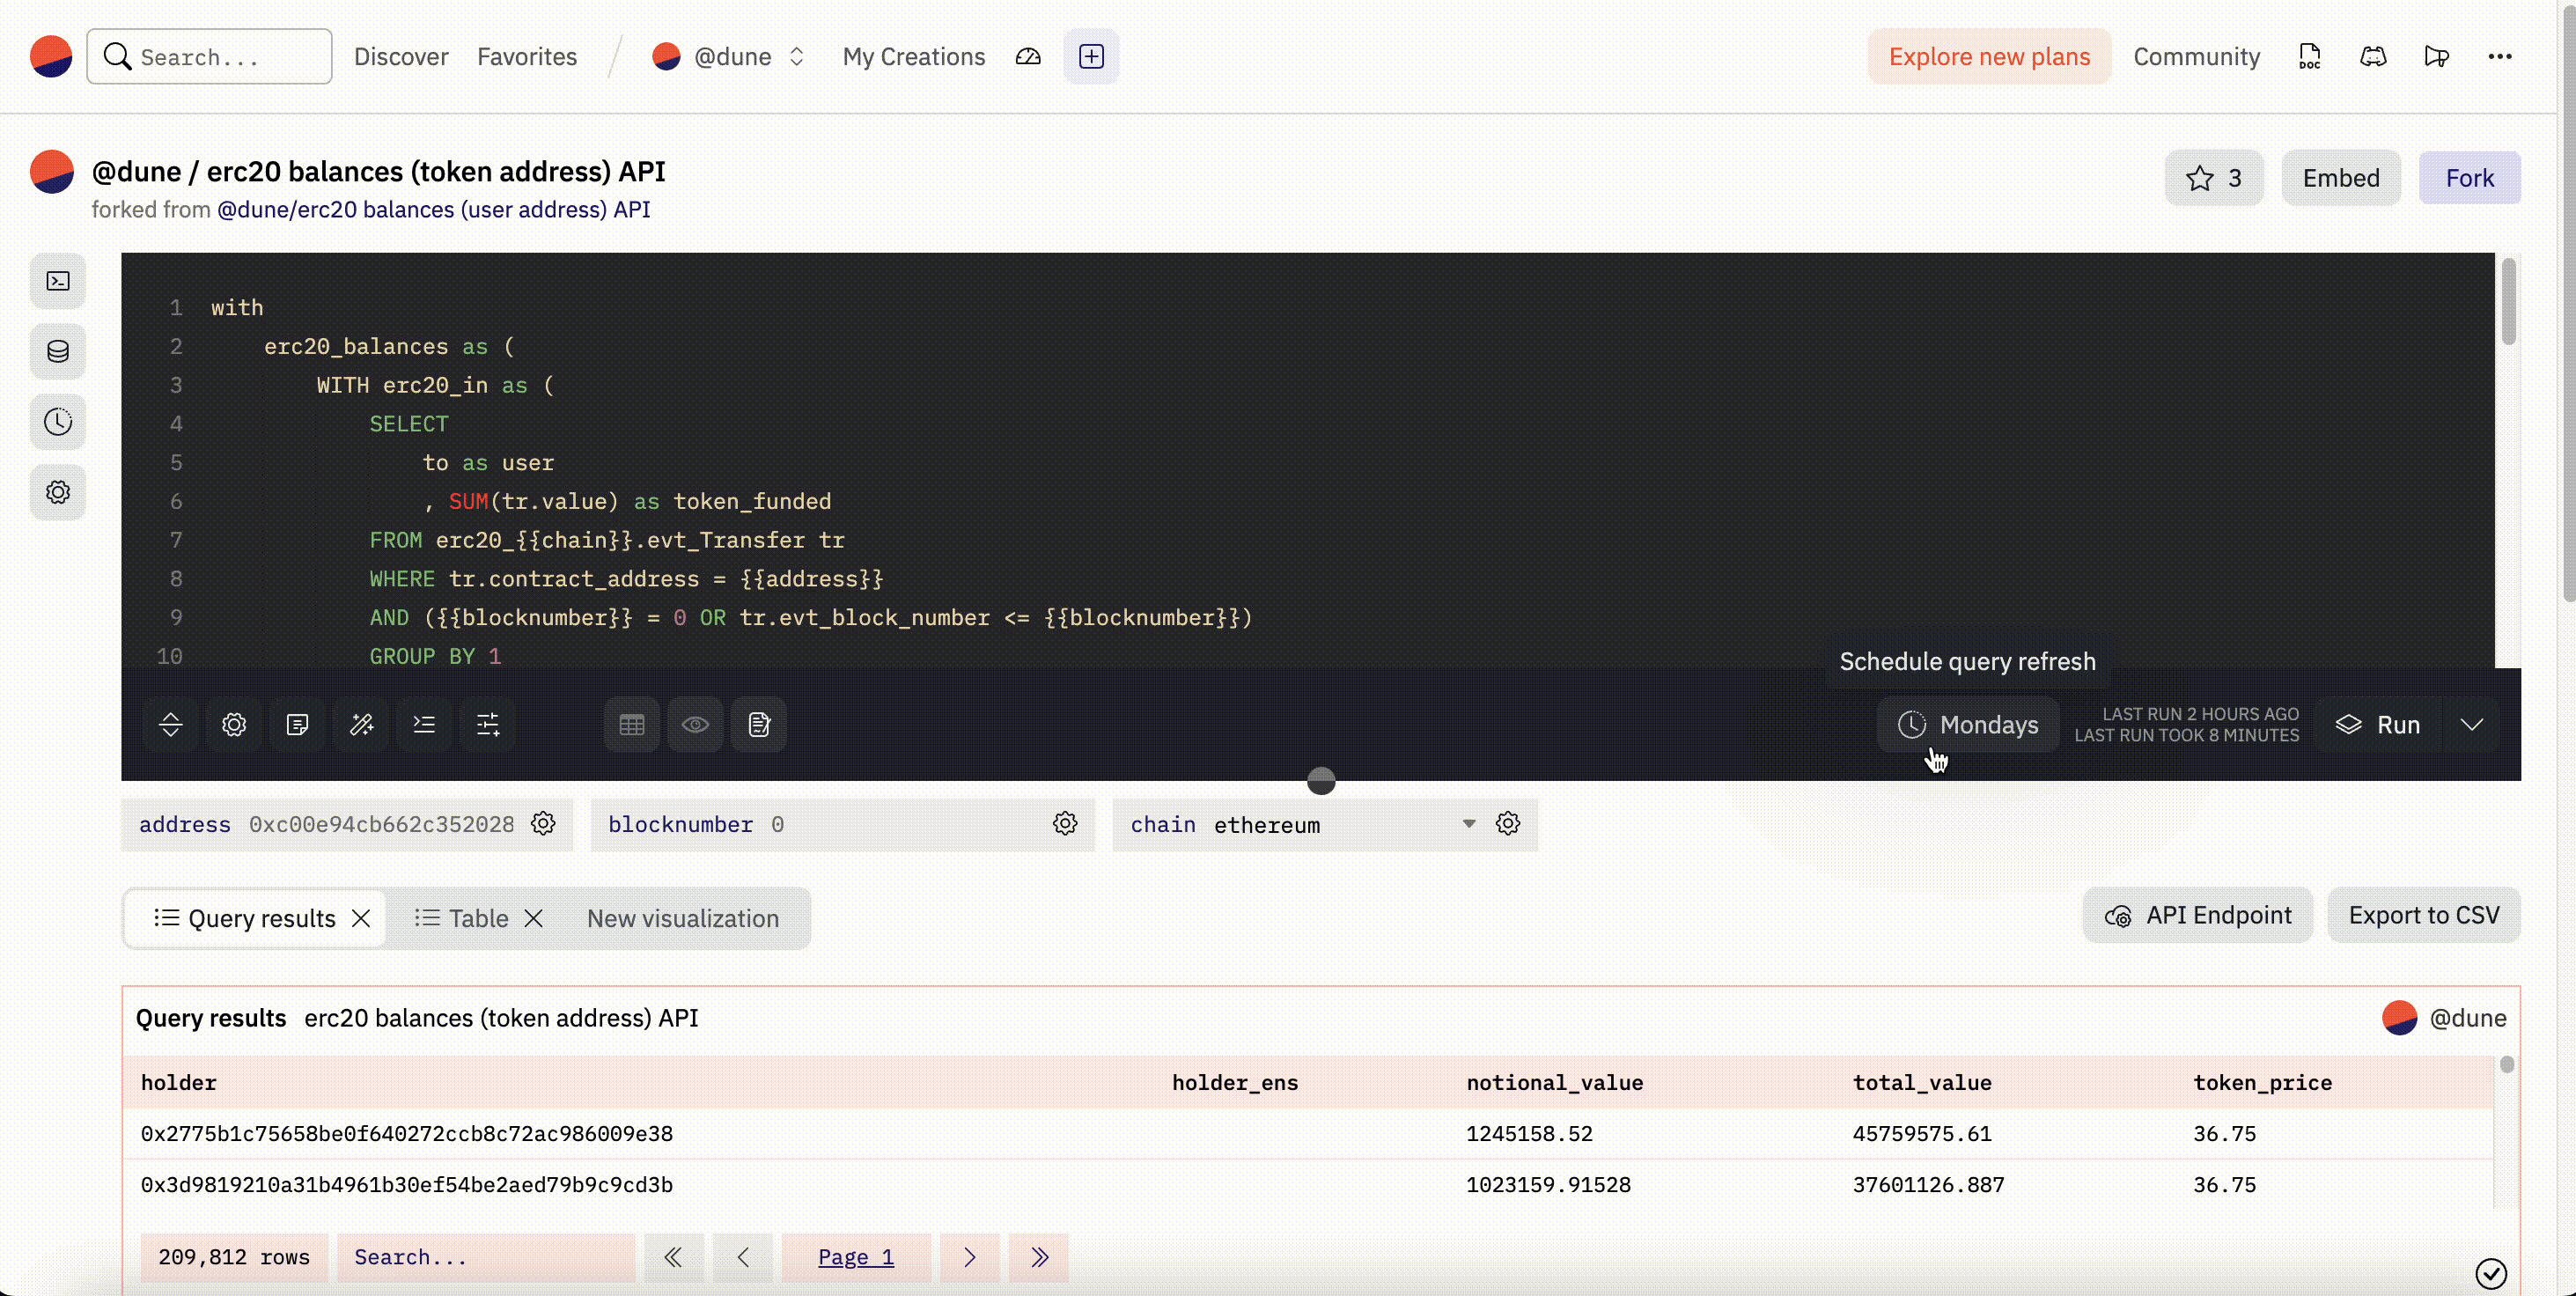 Search... Discover Favorites @dune My Creations Explore new plans Community DOC
@dune / erc20 balances (token address) API
forked from @dune/erc20 balances (user address) API
3 Embed Fork
1 with
2 erc20_balances as (
3 WITH erc20_in as (
4 SELECT
5 to as user
6 , SUM(tr.value) as token_funded
7 FROM erc20_{{chain}}.evt_Transfer tr
8 WHERE tr.contract_address = {{address}}
9 AND ({{blocknumber}} = 0 OR tr.evt_block_number <= {{blocknumber}})
10 GROUP BY 1
Schedule query refresh
Mondays
LAST RUN 2 HOURS AGO
LAST RUN TOOK 8 MINUTES
Run
address 0xc00e94cb662c352028 blocknumber 0 chain ethereum
Query results Table New visualization API Endpoint Export to CSV
Query results erc20 balances (token address) API @dune
holder holder_ens notional_value total_value token_price
0x2775b1c75658be0f640272ccb8c72ac986009e38 1245158.52 45759575.61 36.75
0x3d9819210a31b4961b30ef54be2aed79b9c9cd3b 1023159.91528 37601126.887 36.75
209,812 rows Search... Page 1